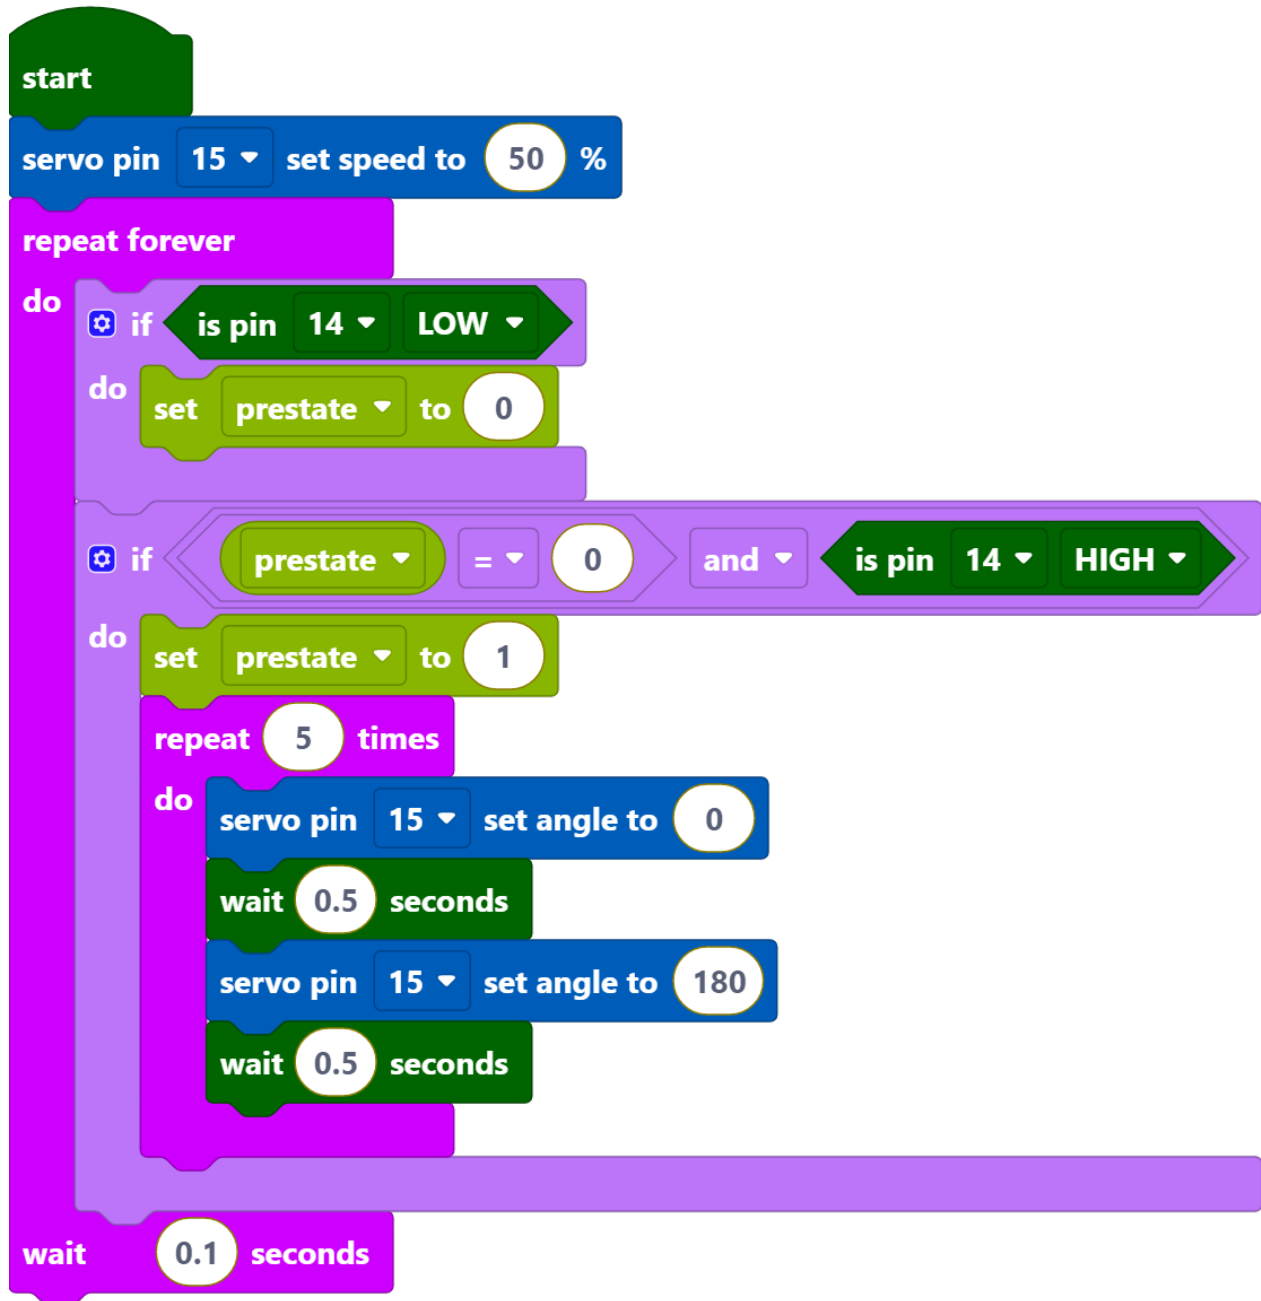 start
servo pin 15 set speed to 50 %
repeat forever
do
if is pin 14 LOW
do
set prestate to 0
if prestate = 0 and is pin 14 HIGH
do
set prestate to 1
repeat 5 times
do
servo pin 15 set angle to 0
wait 0.5 seconds
servo pin 15 set angle to 180
wait 0.5 seconds
wait 0.1 seconds